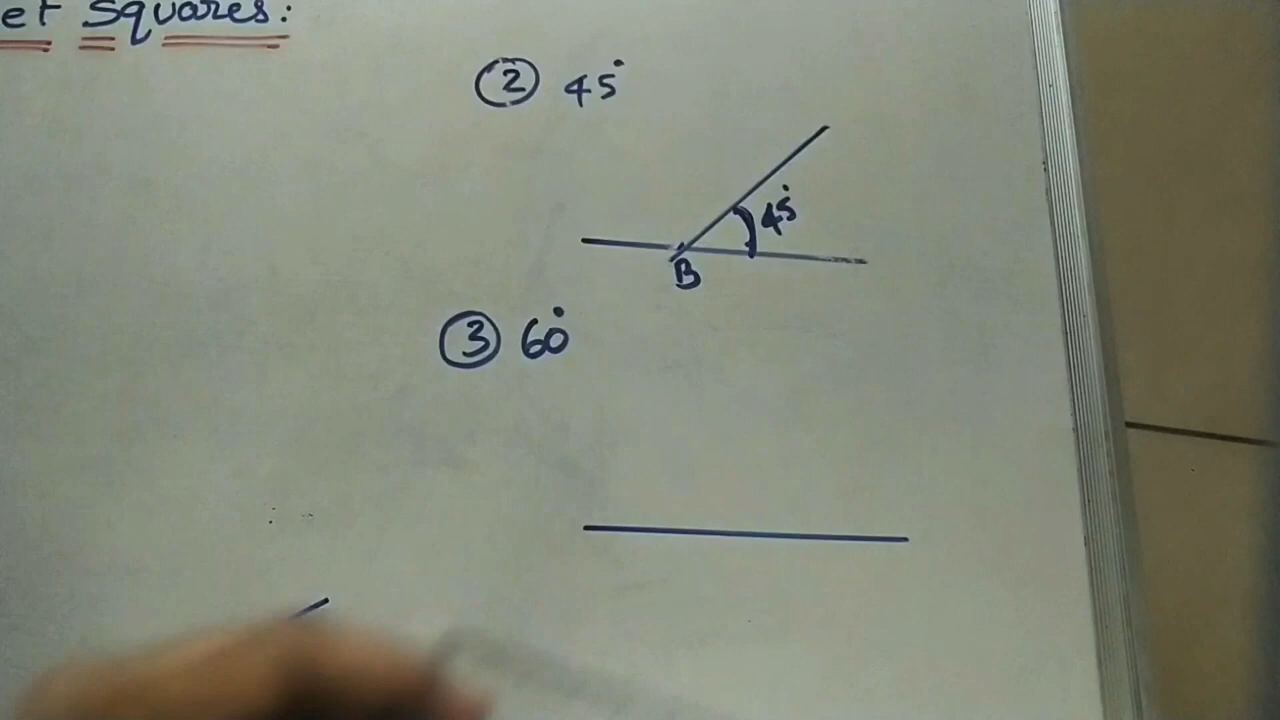 et Squares:
② 45°
45°
B
③ 60°